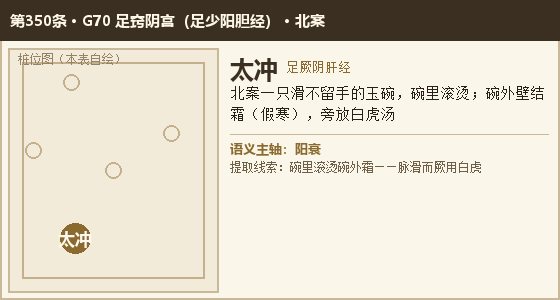 第350条・G70 足窍阴宫（足少阳胆经）・北案
桩位图（本表自绘）
太冲
太冲 足厥阴肝经
北案一只滑不留手的玉碗，碗里滚烫；碗外壁结
霜（假寒），旁放白虎汤
语义主轴：阳衰
提取线索：碗里滚烫碗外霜——脉滑而厥用白虎